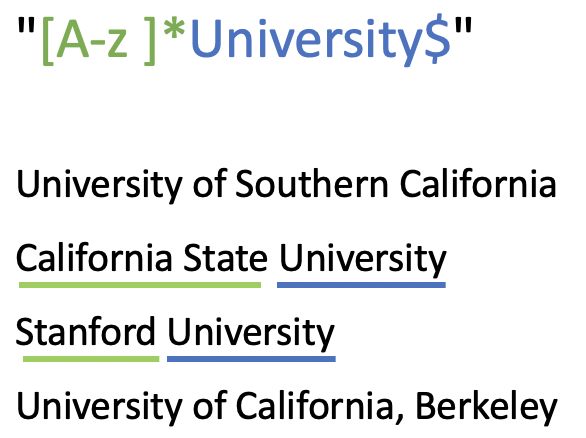 "[A-z ]*University$"
University of Southern California
California State University
Stanford University
University of California, Berkeley